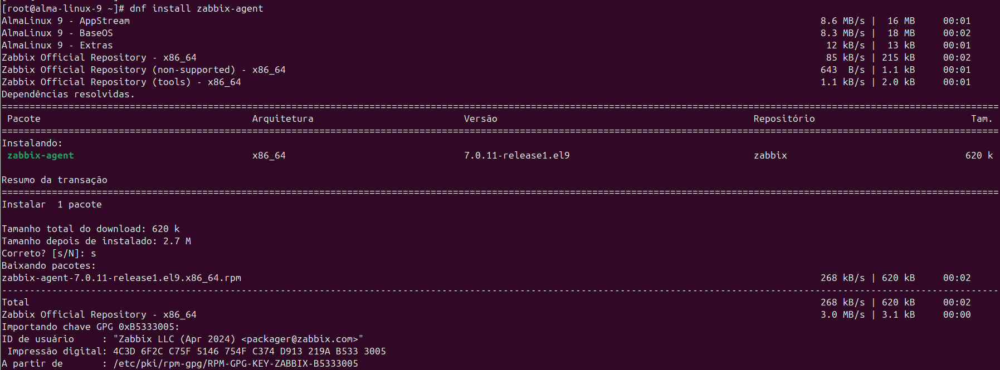 [root@alma-linux-9 ~]# dnf install zabbix-agent
AlmaLinux 9 - AppStream 8.6 MB/s | 16 MB 00:01
AlmaLinux 9 - BaseOS 8.3 MB/s | 18 MB 00:02
AlmaLinux 9 - Extras 12 kB/s | 13 kB 00:01
Zabbix Official Repository - x86_64 85 kB/s | 215 kB 00:02
Zabbix Official Repository (non-supported) - x86_64 643 B/s | 1.1 kB 00:01
Zabbix Official Repository (tools) - x86_64 1.1 kB/s | 2.0 kB 00:01
Dependências resolvidas.
Pacote Arquitetura Versão Repositório Tam.
Instalando:
zabbix-agent x86_64 7.0.11-release1.el9 zabbix 620 k
Resumo da transação
Instalar 1 pacote
Tamanho total do download: 620 k
Tamanho depois de instalado: 2.7 M
Correto? [s/N]: s
Baixando pacotes:
zabbix-agent-7.0.11-release1.el9.x86_64.rpm 268 kB/s | 620 kB 00:02
Total 268 kB/s | 620 kB 00:02
Zabbix Official Repository - x86_64 3.0 MB/s | 3.1 kB 00:00
Importando chave GPG 0xB5333005:
ID de usuário : "Zabbix LLC (Apr 2024) <packager@zabbix.com>"
Impressão digital: 4C3D 6F2C C75F 5146 754F C374 D913 219A B533 3005
A partir de : /etc/pki/rpm-gpg/RPM-GPG-KEY-ZABBIX-B5333005